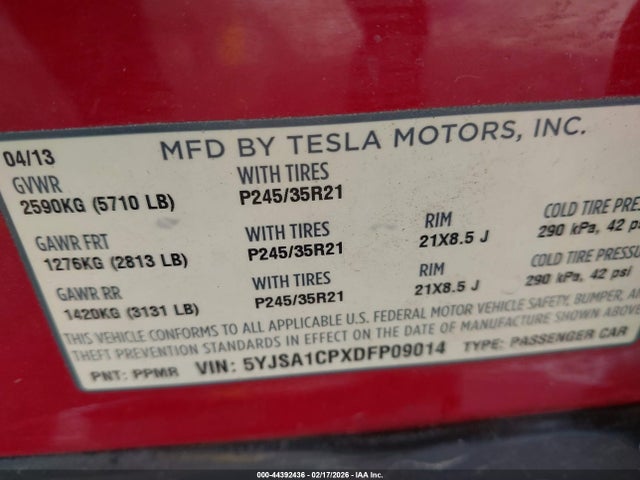 04/13 MFD BY TESLA MOTORS, INC.
GVWR WITH TIRES
2590KG (5710 LB) P245/35R21
GAWR FRT WITH TIRES RIM COLD TIRE PRES
1276KG (2813 LB) P245/35R21 21X8.5 J 290 kPa, 42 psi
GAWR RR WITH TIRES RIM COLD TIRE PRESSURE
1420KG (3131 LB) P245/35R21 21X8.5 J 290 kPa, 42 psi
THIS VEHICLE CONFORMS TO ALL APPLICABLE U.S. FEDERAL MOTOR VEHICLE SAFETY, BUMPER, AN
THEFT PREVENTION STANDARDS IN EFFECT ON THE DATE OF MANUFACTURE SHOWN ABOVE
PNT: PPMR VIN: 5YJSA1CPXDFP09014 TYPE: PASSENGER CAR
000-44392436 - 02/17/2026 - IAA Inc.